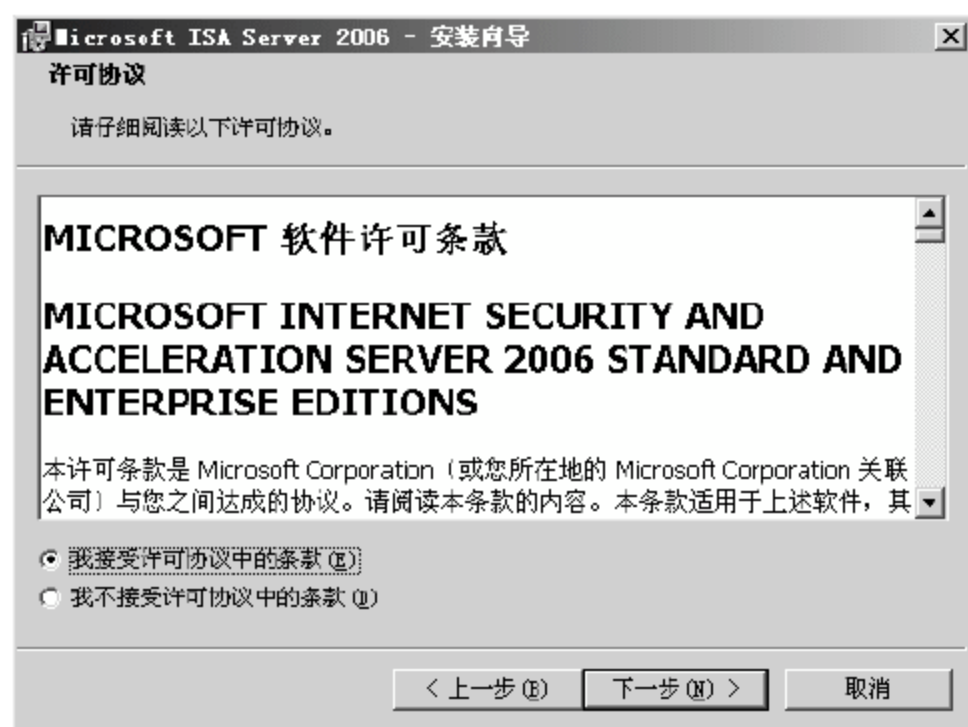 Microsoft ISA Server 2006 - 安装向导
许可协议
请仔细阅读以下许可协议。
MICROSOFT 软件许可条款
MICROSOFT INTERNET SECURITY AND
ACCELERATION SERVER 2006 STANDARD AND
ENTERPRISE EDITIONS
本许可条款是 Microsoft Corporation（或您所在地的 Microsoft Corporation 关联
公司）与您之间达成的协议。请阅读本条款的内容。本条款适用于上述软件，其
我接受许可协议中的条款(E)
我不接受许可协议中的条款(D)
< 上一步(B) 下一步(N) > 取消